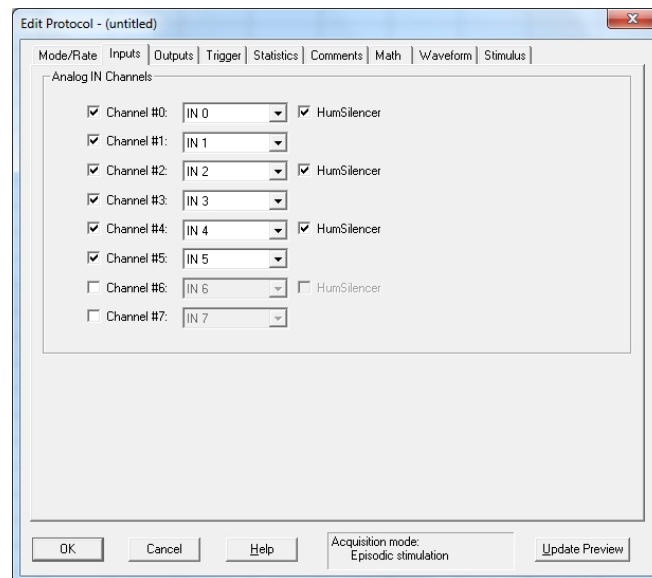 Edit Protocol - (untitled)
Mode/Rate Inputs Outputs Trigger Statistics Comments Math Waveform Stimulus
Analog IN Channels
Channel #0: IN 0 HumSilencer
Channel #1: IN 1
Channel #2: IN 2 HumSilencer
Channel #3: IN 3
Channel #4: IN 4 HumSilencer
Channel #5: IN 5
Channel #6: IN 6 HumSilencer
Channel #7: IN 7
OK Cancel Help Acquisition mode: Update Preview
Episodic stimulation